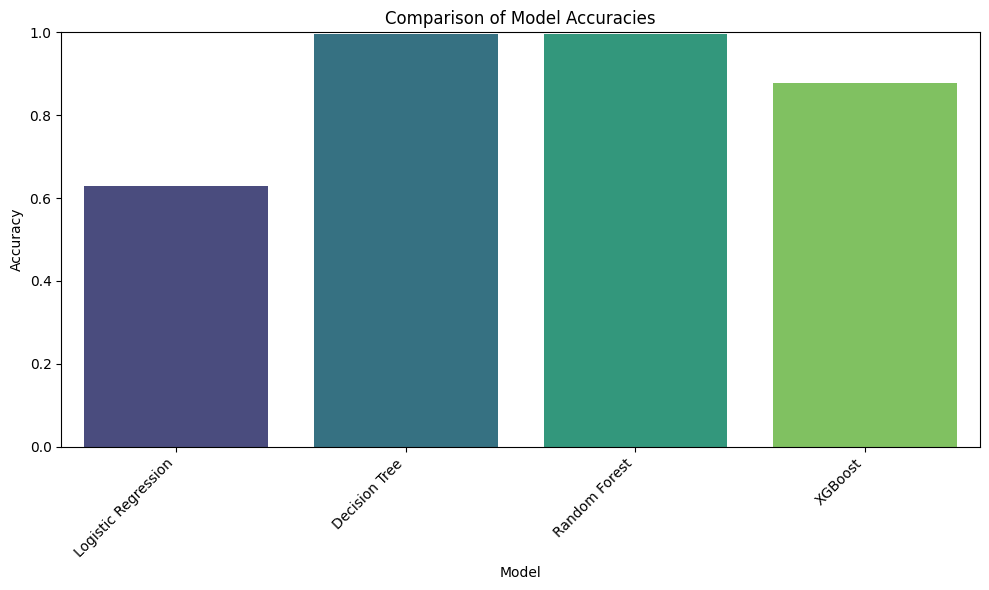 Comparison of Model Accuracies
1.0
0.8
0.6
0.4
0.2
0.0
Accuracy
Logistic Regression
Decision Tree
Random Forest
XGBoost
Model